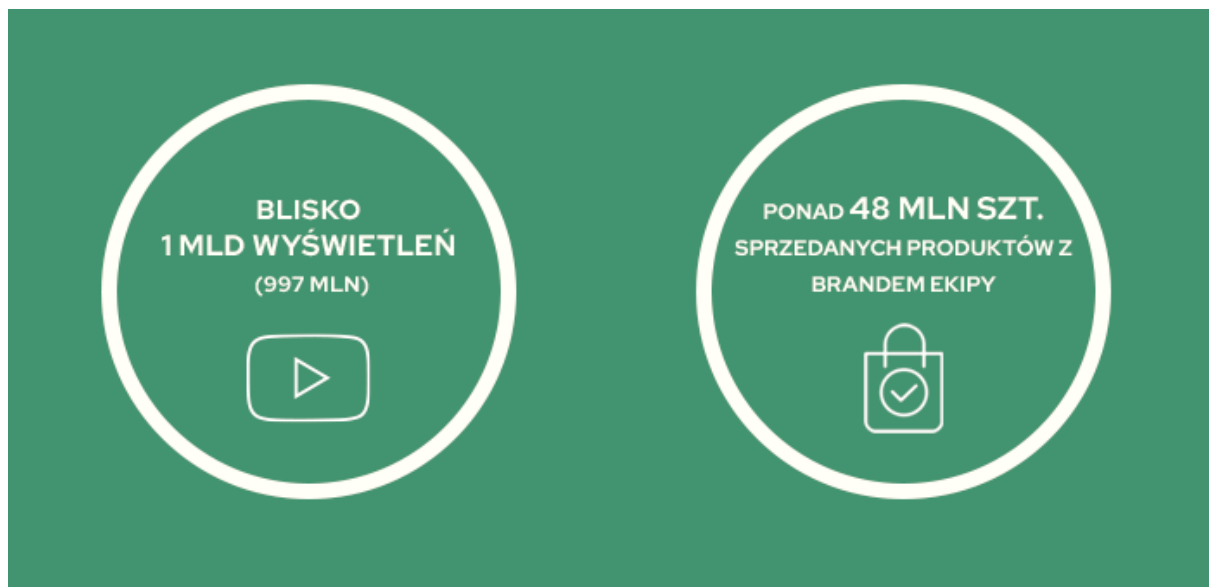 BLISKO
1 MLD WYŚWIETLEŃ
(997 MLN)
PONAD 48 MLN SZT.
SPRZEDANYCH PRODUKTÓW Z
BRANDEM EKIPY